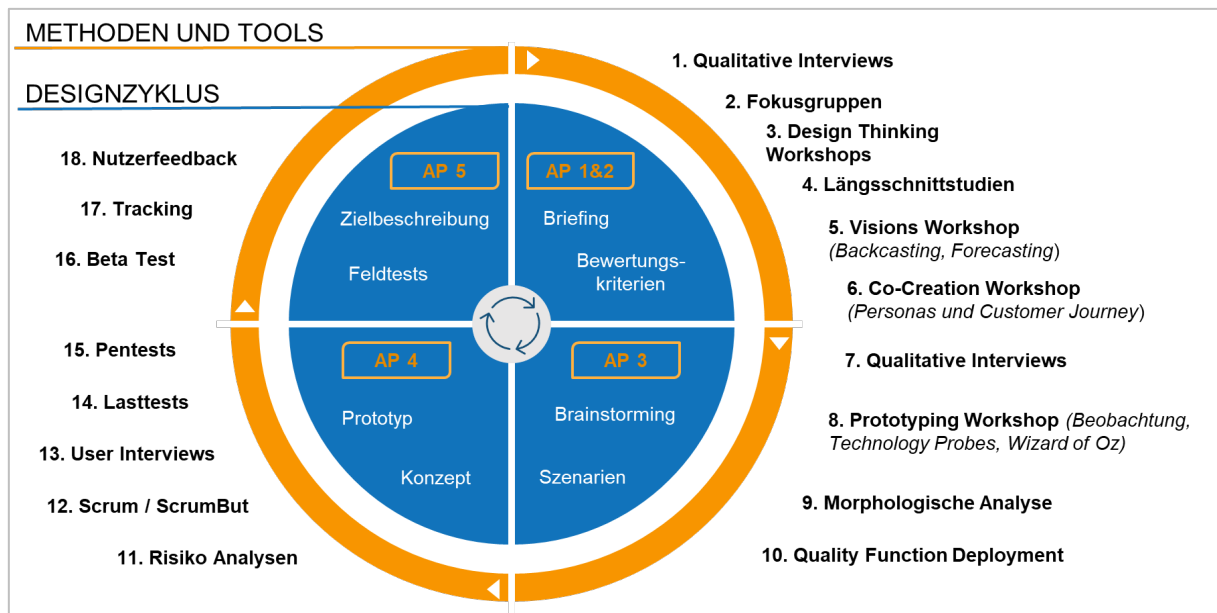 METHODEN UND TOOLS
DESIGNZYKLUS
1. Qualitative Interviews
2. Fokusgruppen
3. Design Thinking
Workshops
4. Längsschnittstudien
5. Visions Workshop
(Backcasting, Forecasting)
6. Co-Creation Workshop
(Personas und Customer Journey)
7. Qualitative Interviews
8. Prototyping Workshop (Beobachtung,
Technology Probes, Wizard of Oz)
9. Morphologische Analyse
10. Quality Function Deployment
11. Risiko Analysen
12. Scrum / ScrumBut
13. User Interviews
14. Lasttests
15. Pentests
16. Beta Test
17. Tracking
18. Nutzerfeedback
AP 1&2
Briefing
Bewertungs-
kriterien
AP 3
Brainstorming
Szenarien
AP 4
Prototyp
Konzept
AP 5
Zielbeschreibung
Feldtests